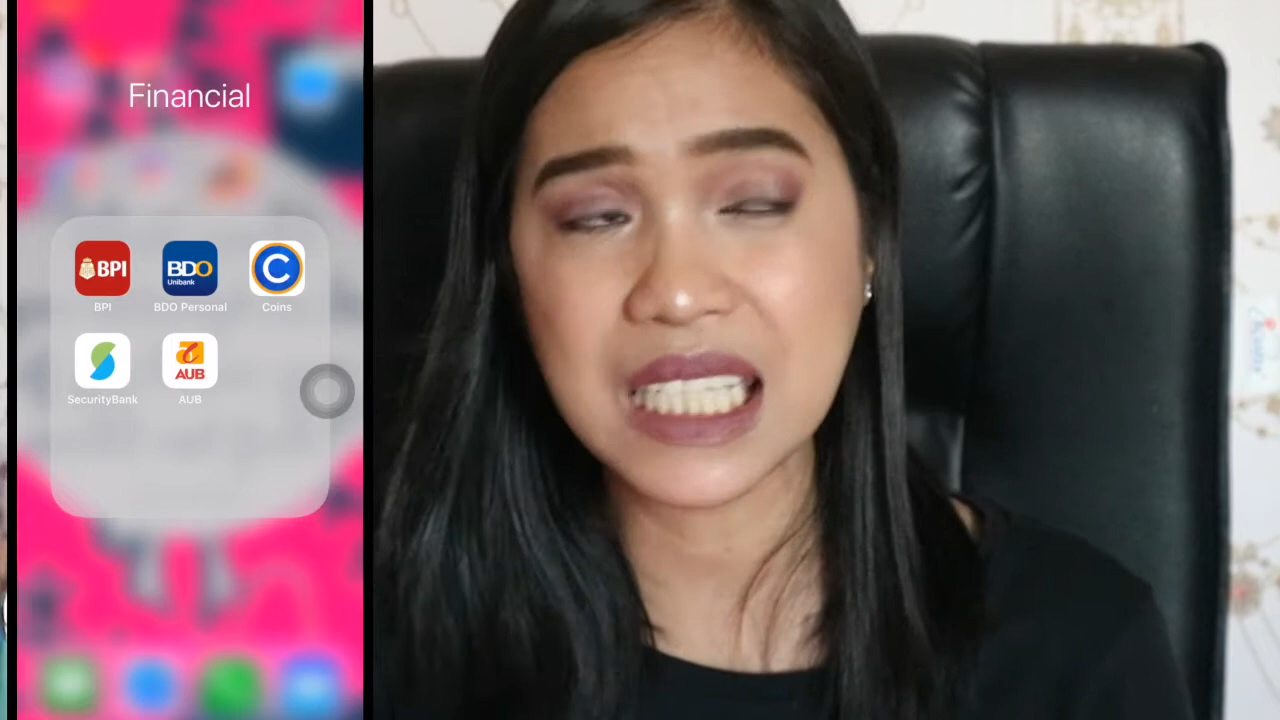 Financial
BPI
BDO
Unibank
C
BPI
BDO Personal
Coins
AUB
SecurityBank
AUB